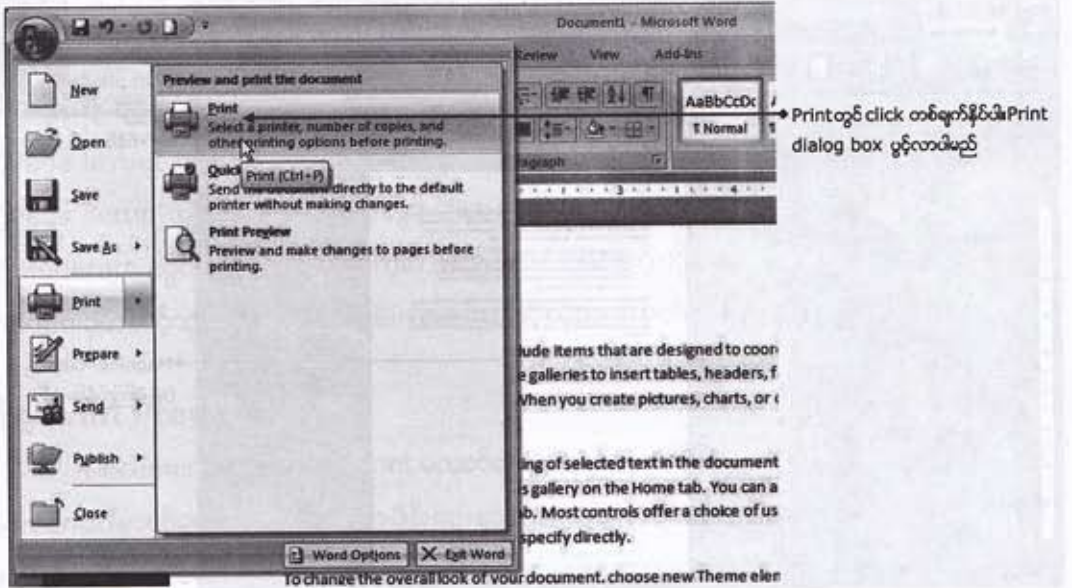 Document1 - Microsoft Word
Review View Add-Ins
New
Open
Save
Save As
Print
Prepare
Send
Publish
Close
Preview and print the document
Print
Select a printer, number of copies, and
other printing options before printing.
Quick
Print (Ctrl+P)
Send the document directly to the default
printer without making changes.
Print Preview
Preview and make changes to pages before
printing.
Word Options
Exit Word
AaBbCcDc
¶ Normal
Paragraph
3 4
Printတွင် click တစ်ချက်နှိပ်ပါ။Print
dialog box ပွင့်လာပါမည်
lude items that are designed to coor
e galleries to insert tables, headers, f
When you create pictures, charts, or
ing of selected text in the document
s gallery on the Home tab. You can a
b. Most controls offer a choice of us
specify directly.
To change the overall look of your document, choose new Theme elem